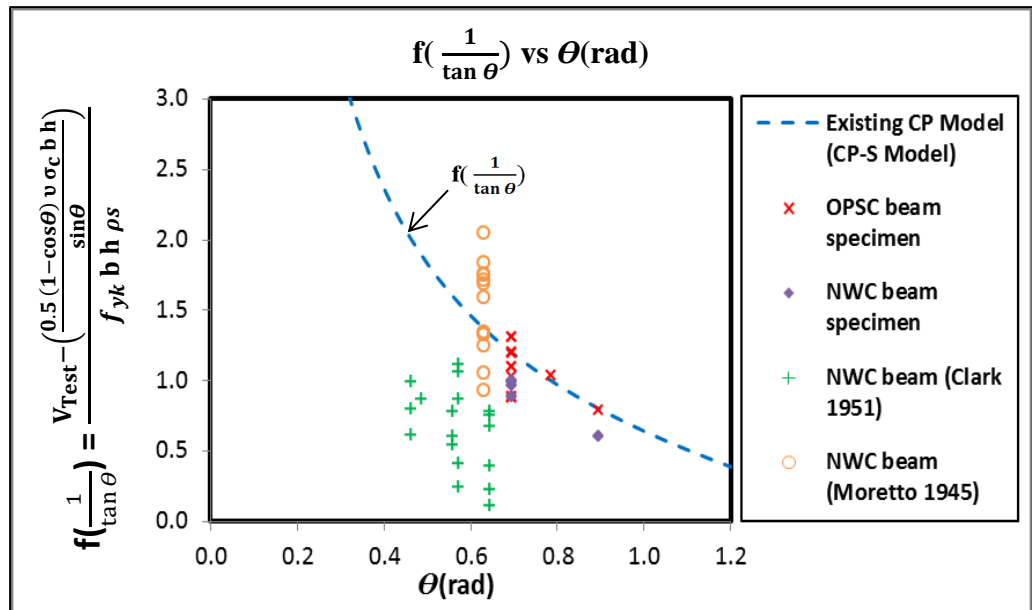 f( 1/tan θ ) vs Θ(rad)
f(1/tan θ) = (V_Test − (0.5 (1−cosθ) υ σ_c b h / sinθ)) / (f_yk b h ρs)
3.0
2.5
2.0
1.5
1.0
0.5
0.0
f( 1/tan θ )
0.0 0.2 0.4 0.6 0.8 1.0 1.2
Θ(rad)
Existing CP Model
(CP-S Model)
OPSC beam
specimen
NWC beam
specimen
NWC beam (Clark
1951)
NWC beam
(Moretto 1945)